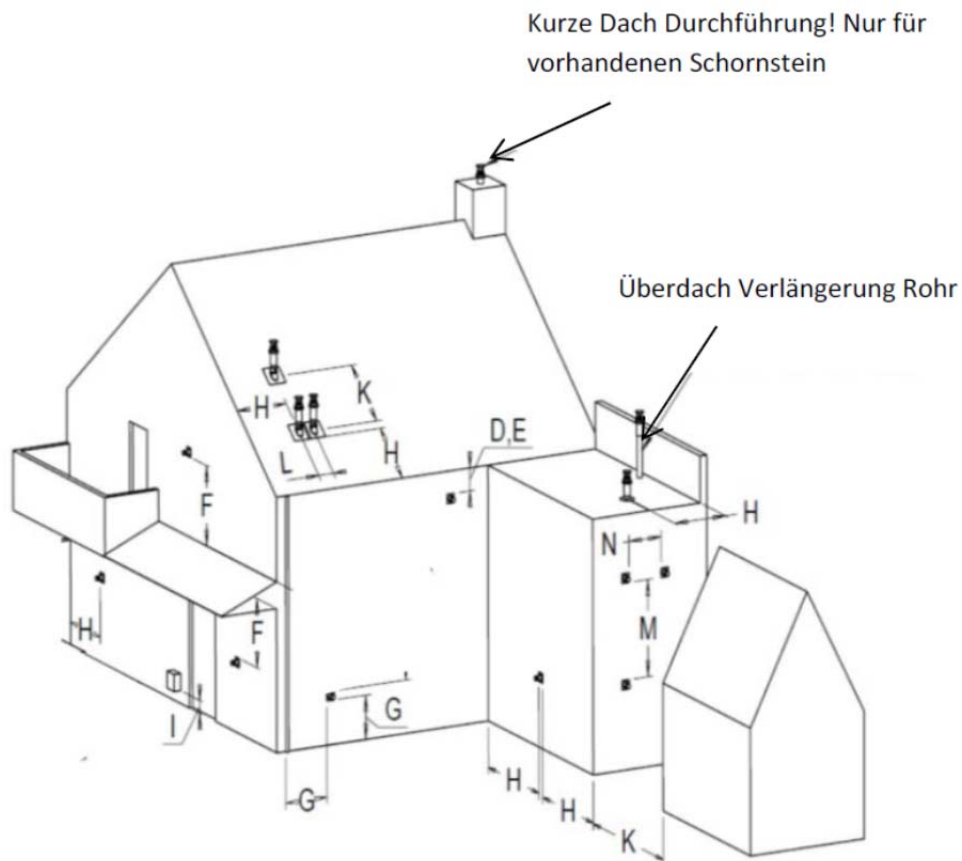 Kurze Dach Durchführung! Nur für
vorhandenen Schornstein
Überdach Verlängerung Rohr
K
H
D,E
L
H
F
H
N
M
H
F
I
G
G
H
H
K